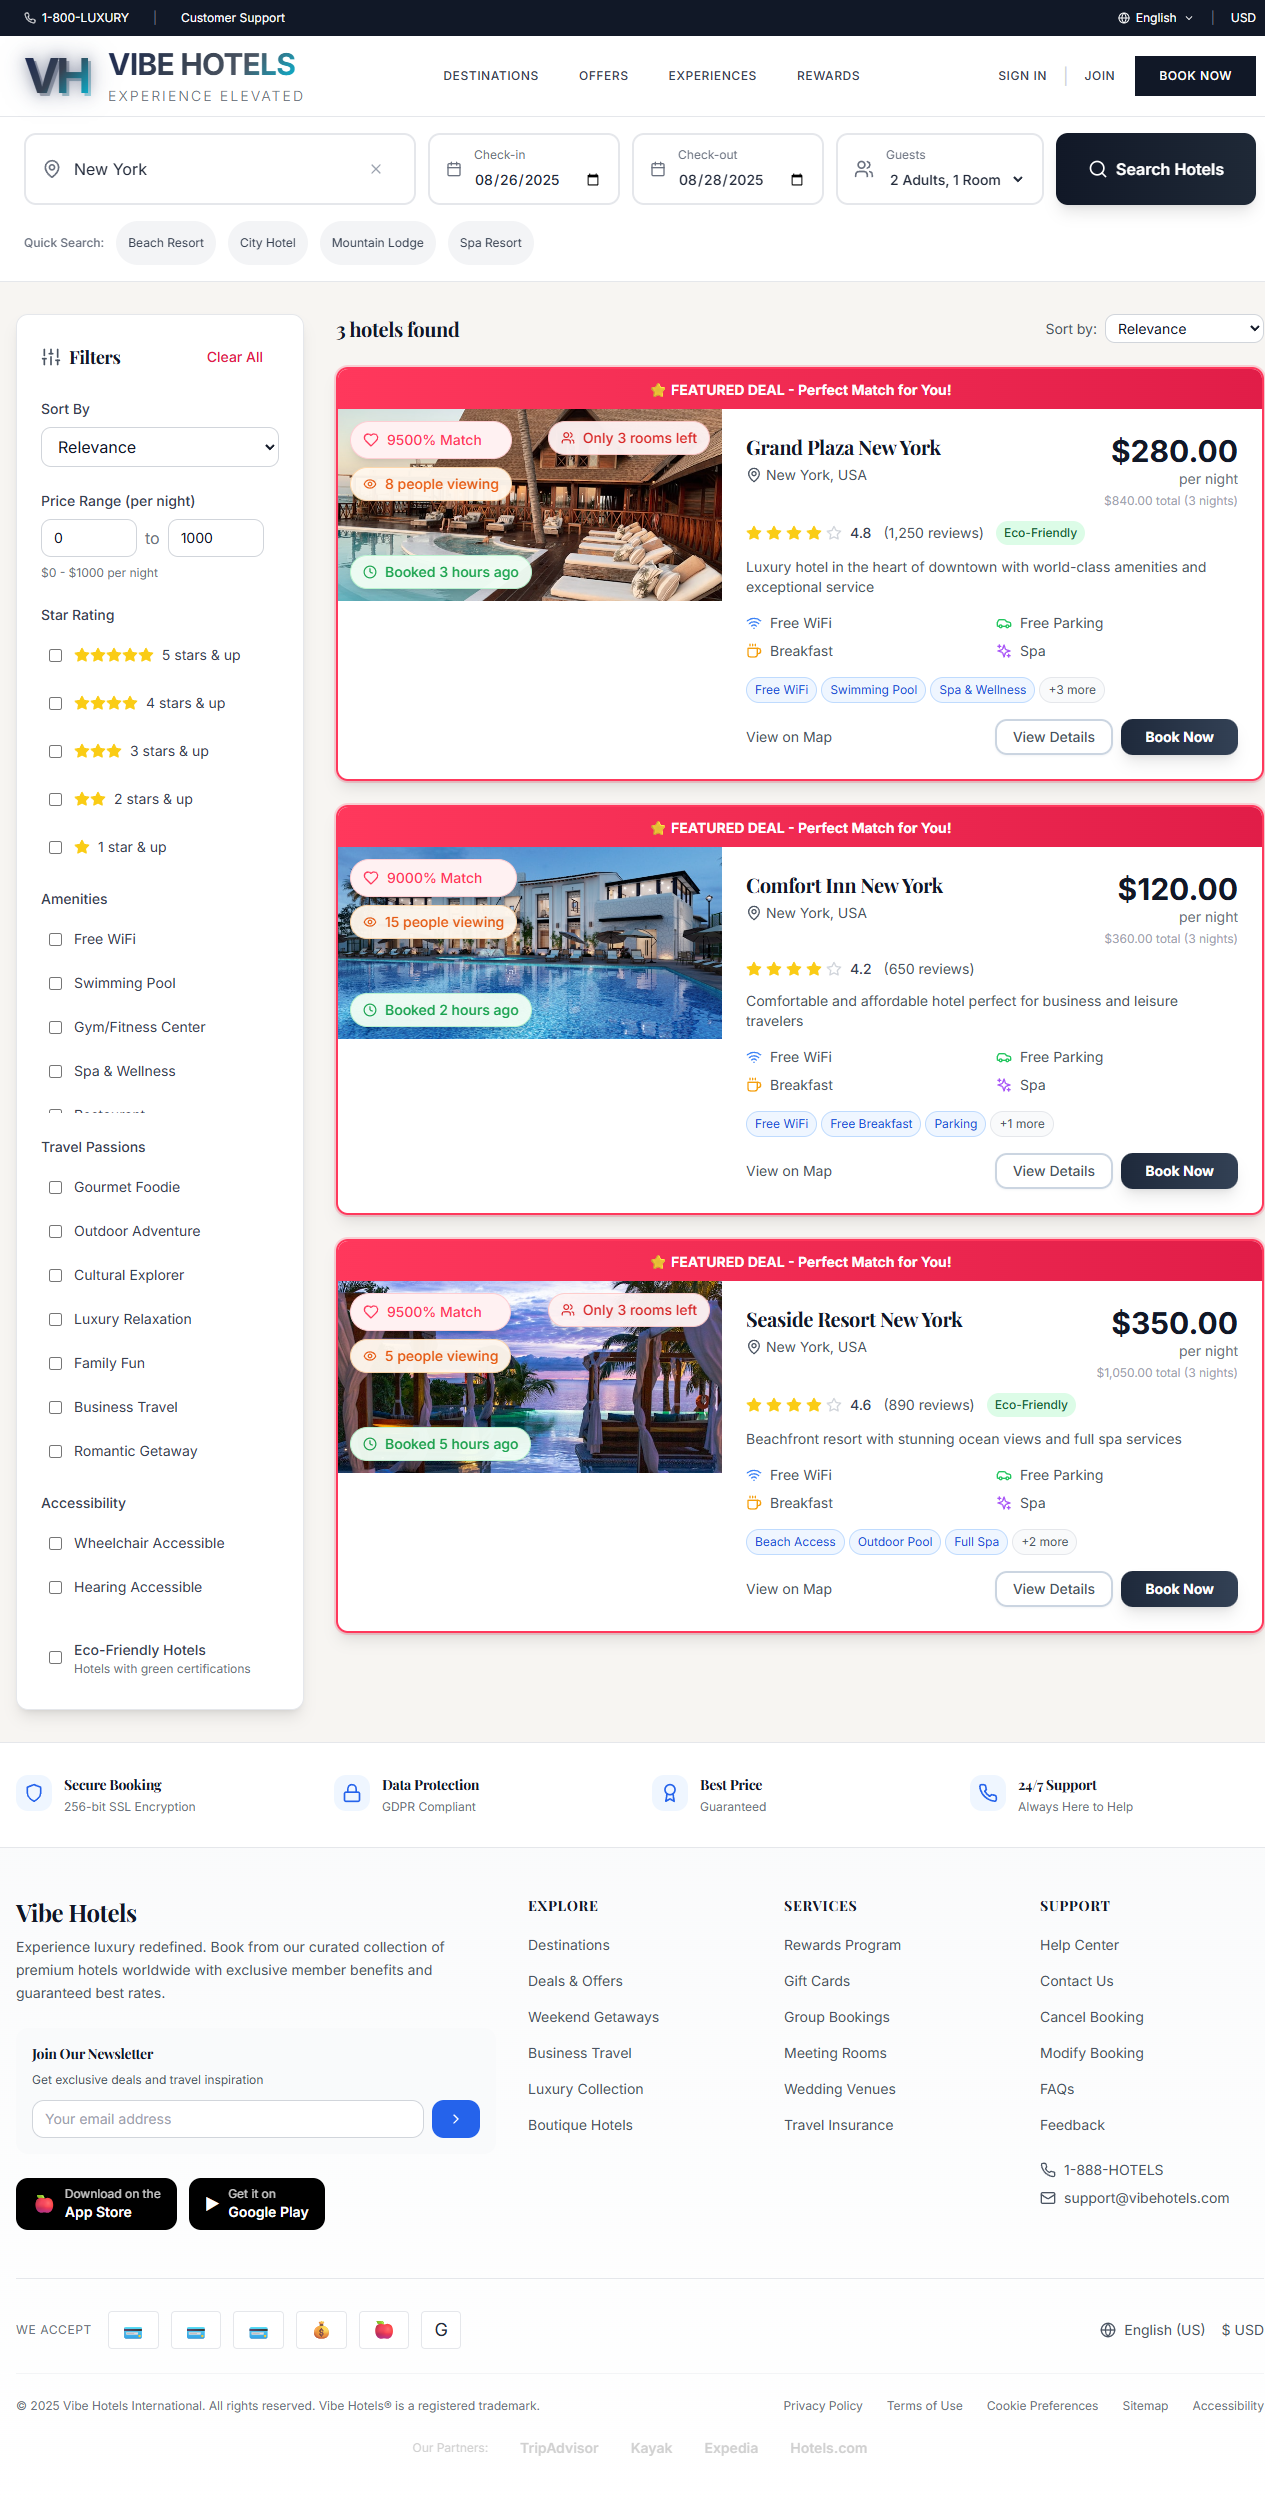 1-800-LUXURY
Customer Support
English
USD
VH
VIBE HOTELS
EXPERIENCE ELEVATED
DESTINATIONS
OFFERS
EXPERIENCES
REWARDS
SIGN IN
JOIN
BOOK NOW
New York
Check-in
08/26/2025
Check-out
08/28/2025
Guests
2 Adults, 1 Room
Search Hotels
Quick Search:
Beach Resort
City Hotel
Mountain Lodge
Spa Resort
Filters
Clear All
Sort By
Relevance
Price Range (per night)
0 to 1000
$0 - $1000 per night
Star Rating
5 stars & up
4 stars & up
3 stars & up
2 stars & up
1 star & up
Amenities
Free WiFi
Swimming Pool
Gym/Fitness Center
Spa & Wellness
Travel Passions
Gourmet Foodie
Outdoor Adventure
Cultural Explorer
Luxury Relaxation
Family Fun
Business Travel
Romantic Getaway
Accessibility
Wheelchair Accessible
Hearing Accessible
Eco-Friendly Hotels
Hotels with green certifications
3 hotels found
Sort by: Relevance
FEATURED DEAL - Perfect Match for You!
9500% Match
Only 3 rooms left
8 people viewing
Booked 3 hours ago
Grand Plaza New York
New York, USA
$280.00
per night
$840.00 total (3 nights)
4.8 (1,250 reviews) Eco-Friendly
Luxury hotel in the heart of downtown with world-class amenities and
exceptional service
Free WiFi
Free Parking
Breakfast
Spa
Free WiFi
Swimming Pool
Spa & Wellness
+3 more
View on Map
View Details
Book Now
FEATURED DEAL - Perfect Match for You!
9000% Match
15 people viewing
Booked 2 hours ago
Comfort Inn New York
New York, USA
$120.00
per night
$360.00 total (3 nights)
4.2 (650 reviews)
Comfortable and affordable hotel perfect for business and leisure
travelers
Free WiFi
Free Parking
Breakfast
Spa
Free WiFi
Free Breakfast
Parking
+1 more
View on Map
View Details
Book Now
FEATURED DEAL - Perfect Match for You!
9500% Match
Only 3 rooms left
5 people viewing
Booked 5 hours ago
Seaside Resort New York
New York, USA
$350.00
per night
$1,050.00 total (3 nights)
4.6 (890 reviews) Eco-Friendly
Beachfront resort with stunning ocean views and full spa services
Free WiFi
Free Parking
Breakfast
Spa
Beach Access
Outdoor Pool
Full Spa
+2 more
View on Map
View Details
Book Now
Secure Booking
256-bit SSL Encryption
Data Protection
GDPR Compliant
Best Price
Guaranteed
24/7 Support
Always Here to Help
Vibe Hotels
Experience luxury redefined. Book from our curated collection of
premium hotels worldwide with exclusive member benefits and
guaranteed best rates.
Join Our Newsletter
Get exclusive deals and travel inspiration
Your email address
Download on the
App Store
Get it on
Google Play
EXPLORE
Destinations
Deals & Offers
Weekend Getaways
Business Travel
Luxury Collection
Boutique Hotels
SERVICES
Rewards Program
Gift Cards
Group Bookings
Meeting Rooms
Wedding Venues
Travel Insurance
SUPPORT
Help Center
Contact Us
Cancel Booking
Modify Booking
FAQs
Feedback
1-888-HOTELS
support@vibehotels.com
WE ACCEPT
G
English (US)
$ USD
© 2025 Vibe Hotels International. All rights reserved. Vibe Hotels® is a registered trademark.
Privacy Policy
Terms of Use
Cookie Preferences
Sitemap
Accessibility
Our Partners:
TripAdvisor
Kayak
Expedia
Hotels.com